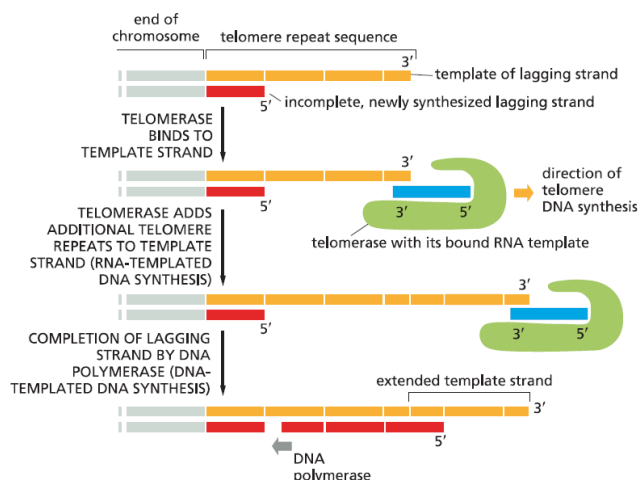 end of
chromosome
telomere repeat sequence
3′
template of lagging strand
5′
incomplete, newly synthesized lagging strand
TELOMERASE
BINDS TO
TEMPLATE STRAND
3′
5′
3′
5′
direction of
telomere
DNA synthesis
telomerase with its bound RNA template
TELOMERASE ADDS
ADDITIONAL TELOMERE
REPEATS TO TEMPLATE
STRAND (RNA-TEMPLATED
DNA SYNTHESIS)
3′
5′
3′
5′
COMPLETION OF LAGGING
STRAND BY DNA
POLYMERASE (DNA-
TEMPLATED DNA SYNTHESIS)
extended template strand
3′
5′
DNA
polymerase